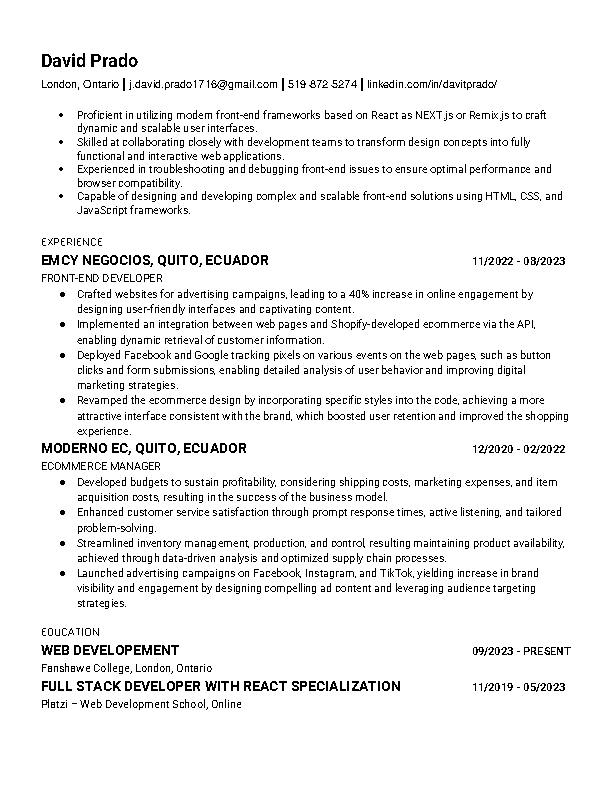 David Prado
London, Ontario | j.david.prado1716@gmail.com | 519-872-5274 | linkedin.com/in/davitprado/
• Proficient in utilizing modern front-end frameworks based on React as NEXT.js or Remix.js to craft
dynamic and scalable user interfaces.
• Skilled at collaborating closely with development teams to transform design concepts into fully
functional and interactive web applications.
• Experienced in troubleshooting and debugging front-end issues to ensure optimal performance and
browser compatibility.
• Capable of designing and developing complex and scalable front-end solutions using HTML, CSS, and
JavaScript frameworks.
EXPERIENCE
EMCY NEGOCIOS, QUITO, ECUADOR 11/2022 - 08/2023
FRONT-END DEVELOPER
● Crafted websites for advertising campaigns, leading to a 40% increase in online engagement by
designing user-friendly interfaces and captivating content.
● Implemented an integration between web pages and Shopify-developed ecommerce via the API,
enabling dynamic retrieval of customer information.
● Deployed Facebook and Google tracking pixels on various events on the web pages, such as button
clicks and form submissions, enabling detailed analysis of user behavior and improving digital
marketing strategies.
● Revamped the ecommerce design by incorporating specific styles into the code, achieving a more
attractive interface consistent with the brand, which boosted user retention and improved the shopping
experience.
MODERNO EC, QUITO, ECUADOR 12/2020 - 02/2022
ECOMMERCE MANAGER
● Developed budgets to sustain profitability, considering shipping costs, marketing expenses, and item
acquisition costs, resulting in the success of the business model.
● Enhanced customer service satisfaction through prompt response times, active listening, and tailored
problem-solving.
● Streamlined inventory management, production, and control, resulting maintaining product availability,
achieved through data-driven analysis and optimized supply chain processes.
● Launched advertising campaigns on Facebook, Instagram, and TikTok, yielding increase in brand
visibility and engagement by designing compelling ad content and leveraging audience targeting
strategies.
EDUCATION
WEB DEVELOPEMENT 09/2023 - PRESENT
Fanshawe College, London, Ontario
FULL STACK DEVELOPER WITH REACT SPECIALIZATION 11/2019 - 05/2023
Platzi – Web Development School, Online